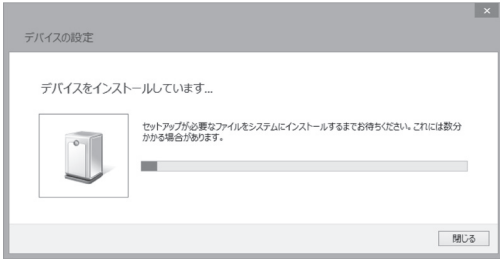 デバイスの設定
デバイスをインストールしています...
セットアップが必要なファイルをシステムにインストールするまでお待ちください。これには数分
かかる場合があります。
閉じる